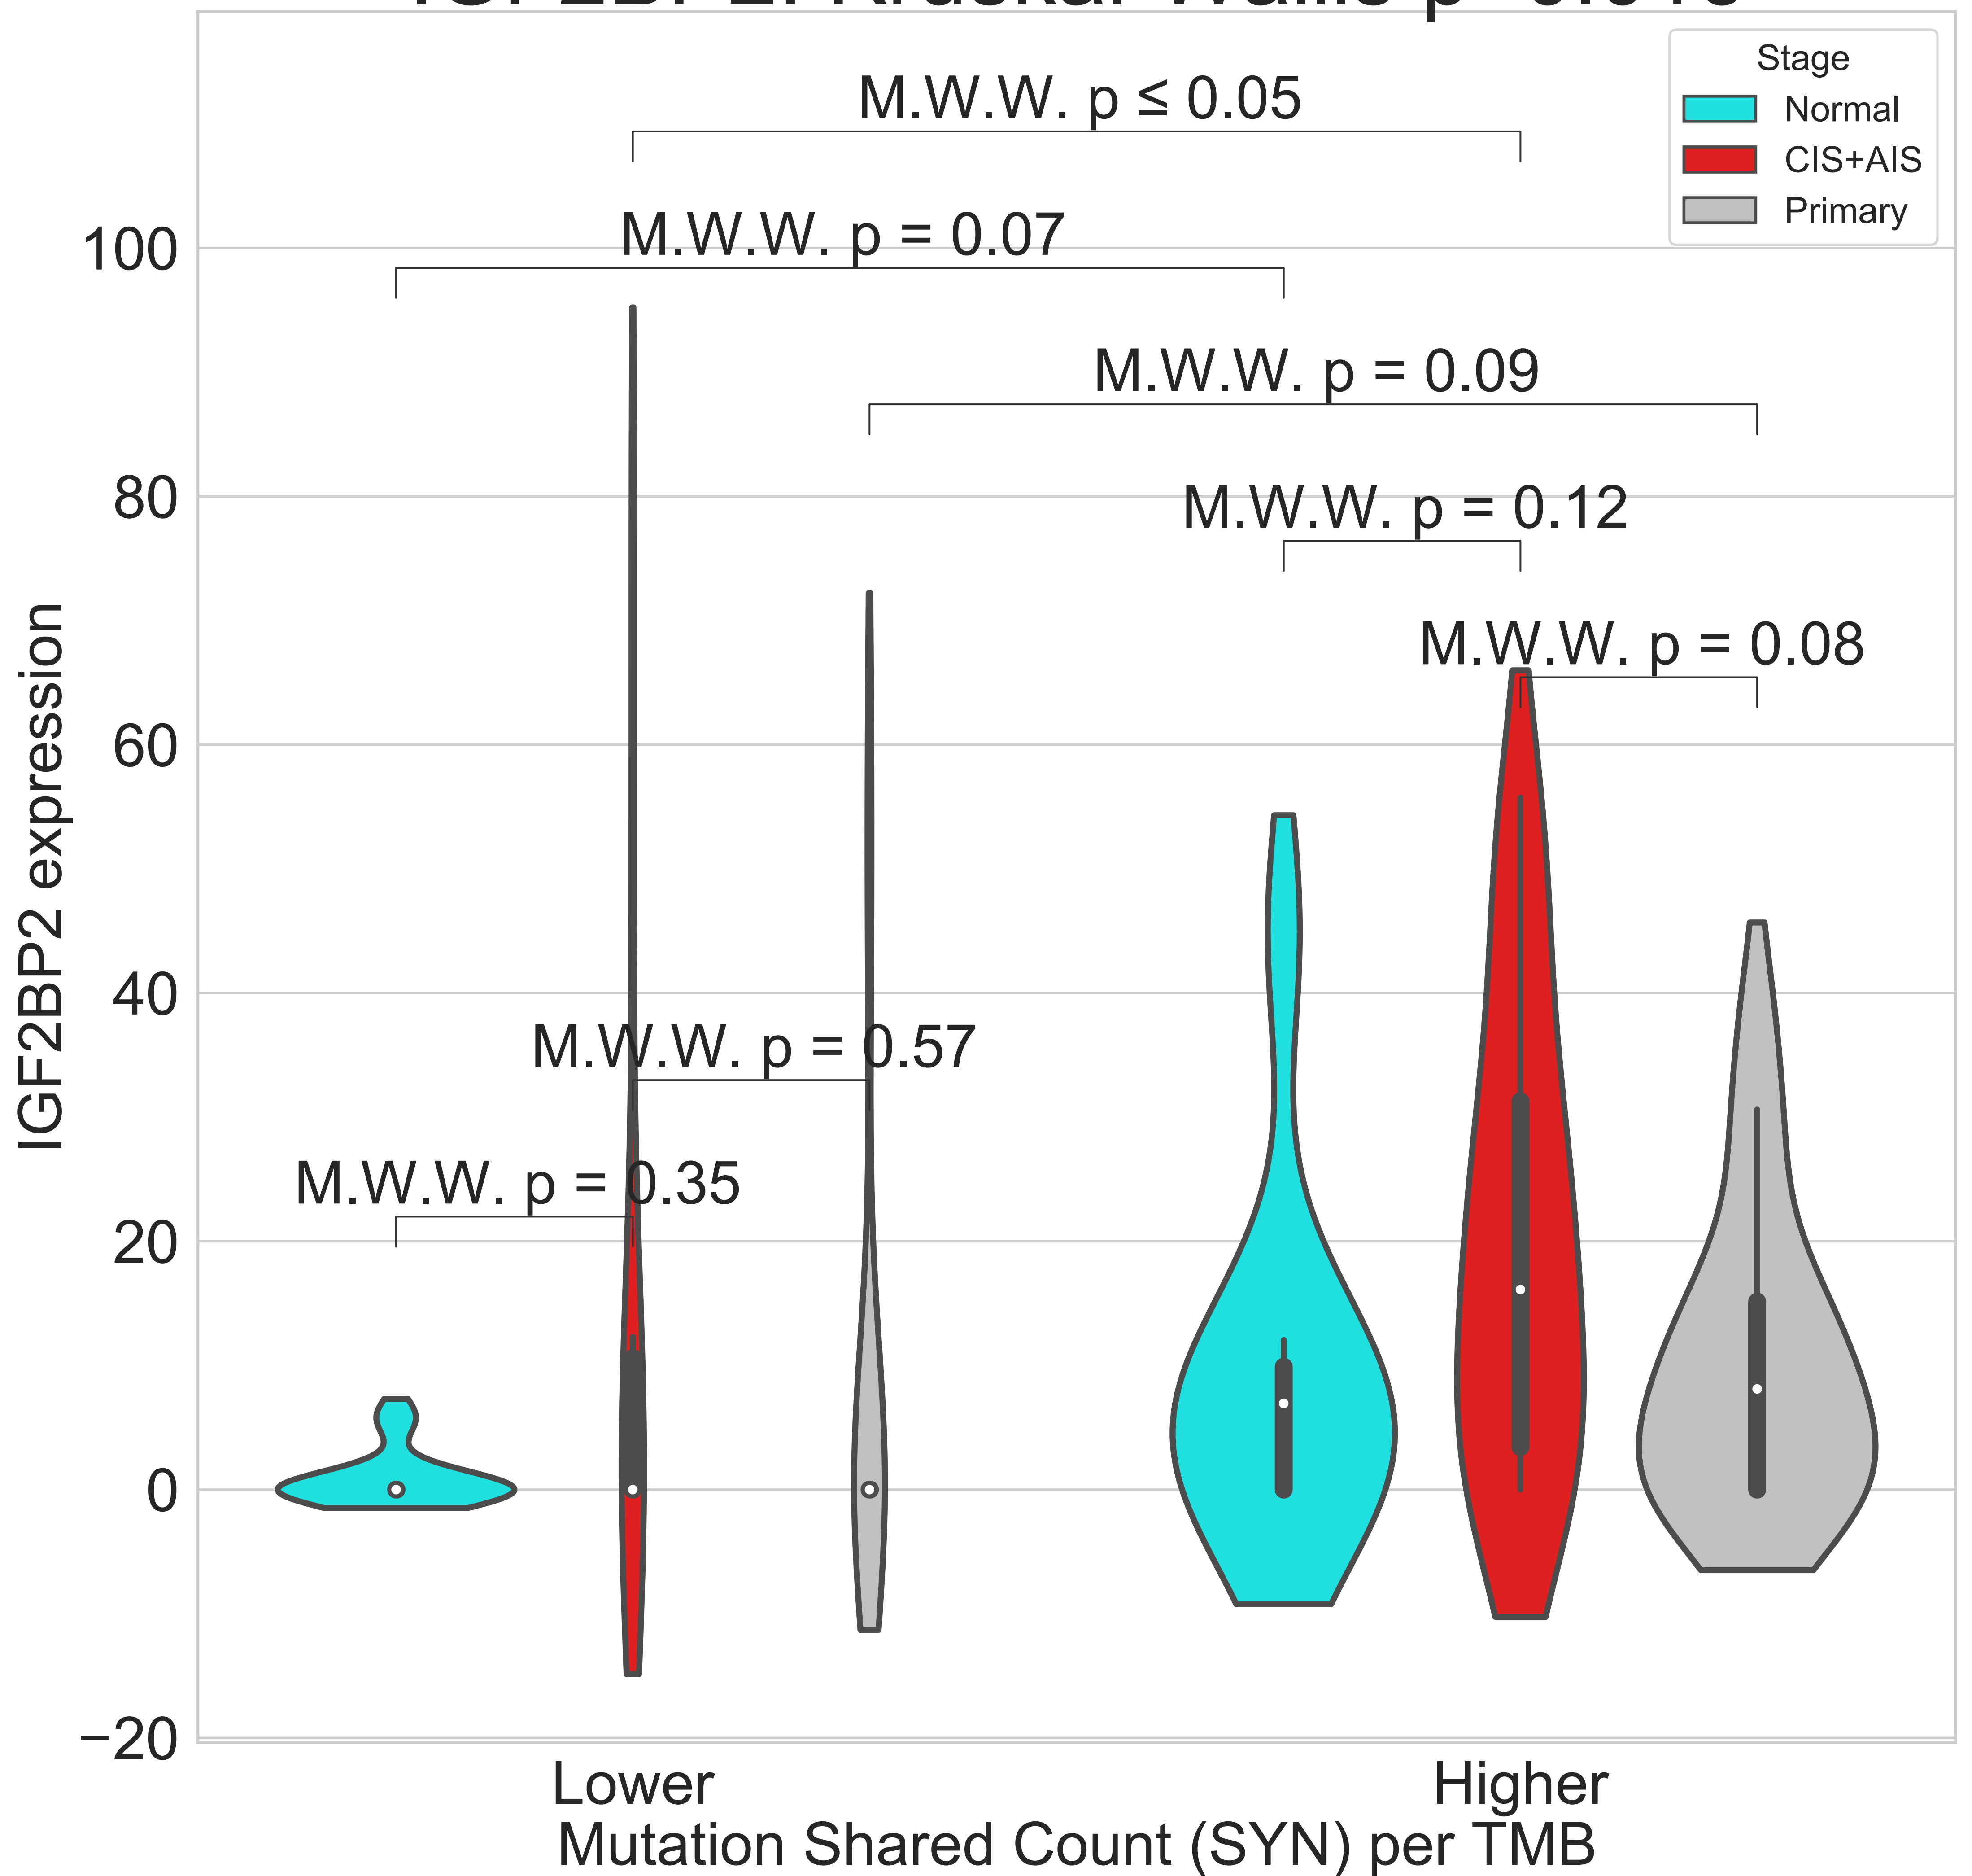 Stage
Normal
CIS+AIS
Primary
M.W.W. p ≤ 0.05
M.W.W. p = 0.07
M.W.W. p = 0.09
M.W.W. p = 0.12
M.W.W. p = 0.08
M.W.W. p = 0.57
M.W.W. p = 0.35
100
80
60
40
20
0
−20
IGF2BP2 expression
Lower
Higher
Mutation Shared Count (SYN) per TMB